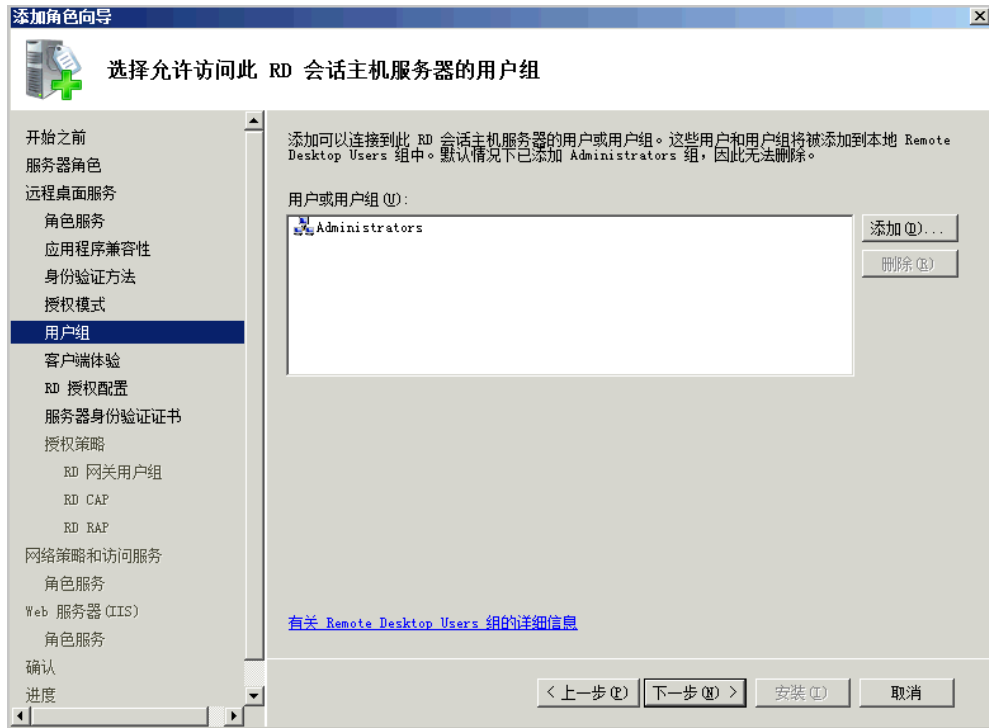 添加角色向导
选择允许访问此 RD 会话主机服务器的用户组
开始之前
服务器角色
远程桌面服务
角色服务
应用程序兼容性
身份验证方法
授权模式
用户组
客户端体验
RD 授权配置
服务器身份验证证书
授权策略
RD 网关用户组
RD CAP
RD RAP
网络策略和访问服务
角色服务
Web 服务器(IIS)
角色服务
确认
进度
添加可以连接到此 RD 会话主机服务器的用户或用户组。这些用户和用户组将被添加到本地 Remote
Desktop Users 组中。默认情况下已添加 Administrators 组，因此无法删除。
用户或用户组(U):
Administrators
添加(D)...
删除(R)
有关 Remote Desktop Users 组的详细信息
< 上一步(P)
下一步(N) >
安装(I)
取消